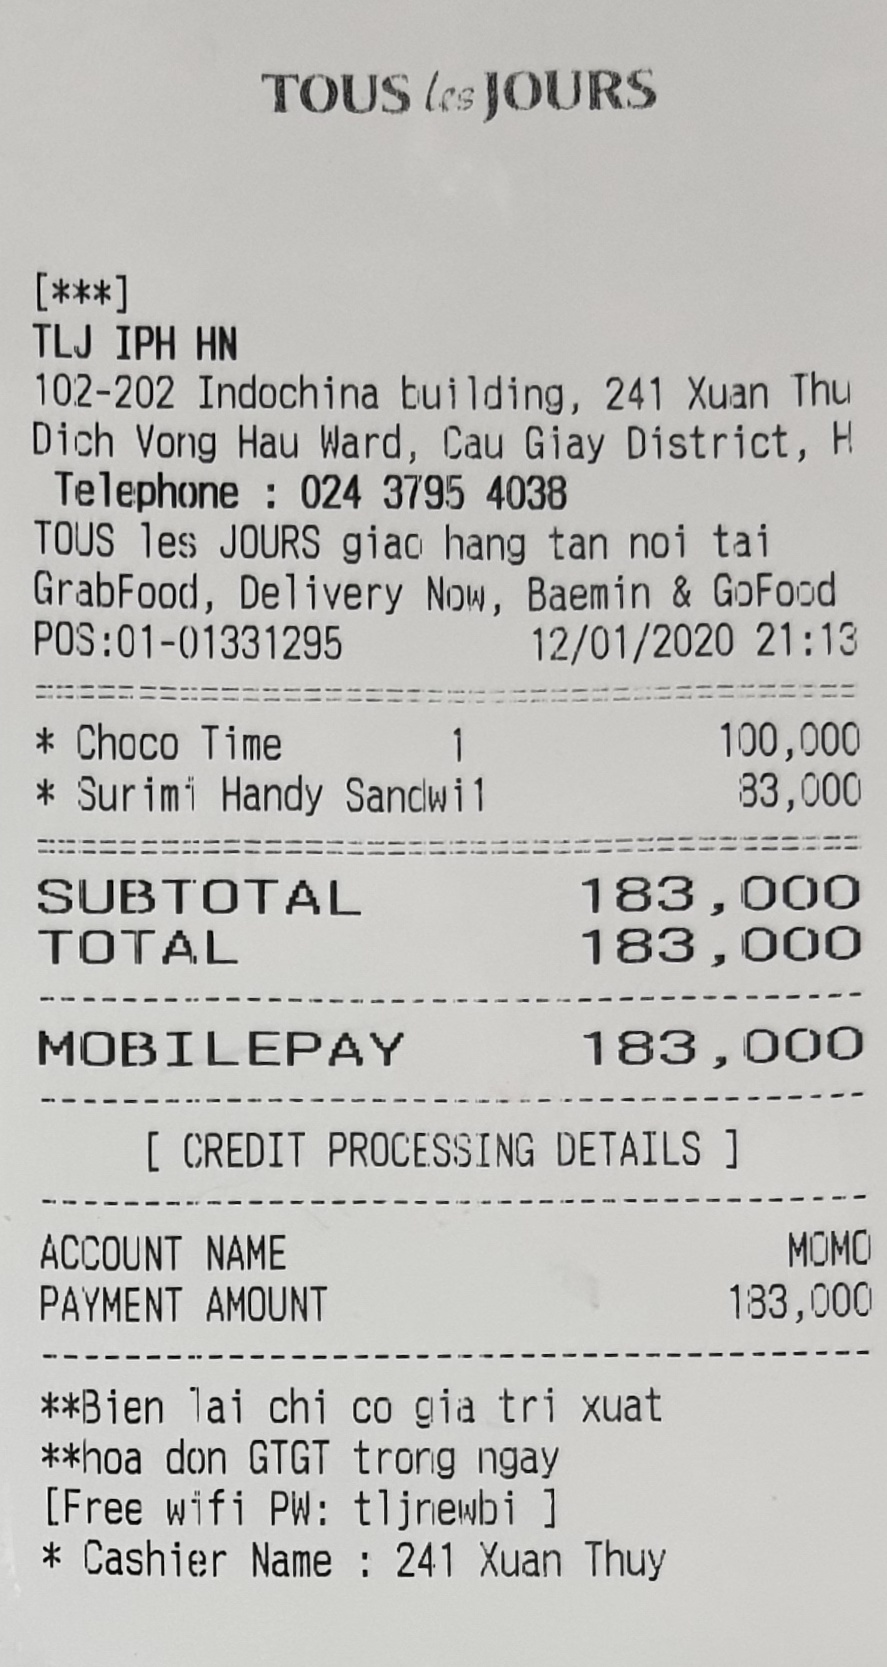 TOUS les JOURS
[***]
TLJ IPH HN
102-202 Indochina building, 241 Xuan Thu
Dich Vong Hau Ward, Cau Giay District, H
Telephone : 024 3795 4038
TOUS les JOURS giao hang tan noi tai
GrabFood, Delivery Now, Baemin & GoFood
POS:01-01331295 12/01/2020 21:13
* Choco Time 1 100,000
* Surimi Handy Sandwi1 83,000
SUBTOTAL 183,000
TOTAL 183,000
MOBILEPAY 183,000
[ CREDIT PROCESSING DETAILS ]
ACCOUNT NAME MOMO
PAYMENT AMOUNT 183,000
**Bien lai chi co gia tri xuat
**hoa don GTGT trong ngay
[Free wifi PW: tljnewbi ]
* Cashier Name : 241 Xuan Thuy